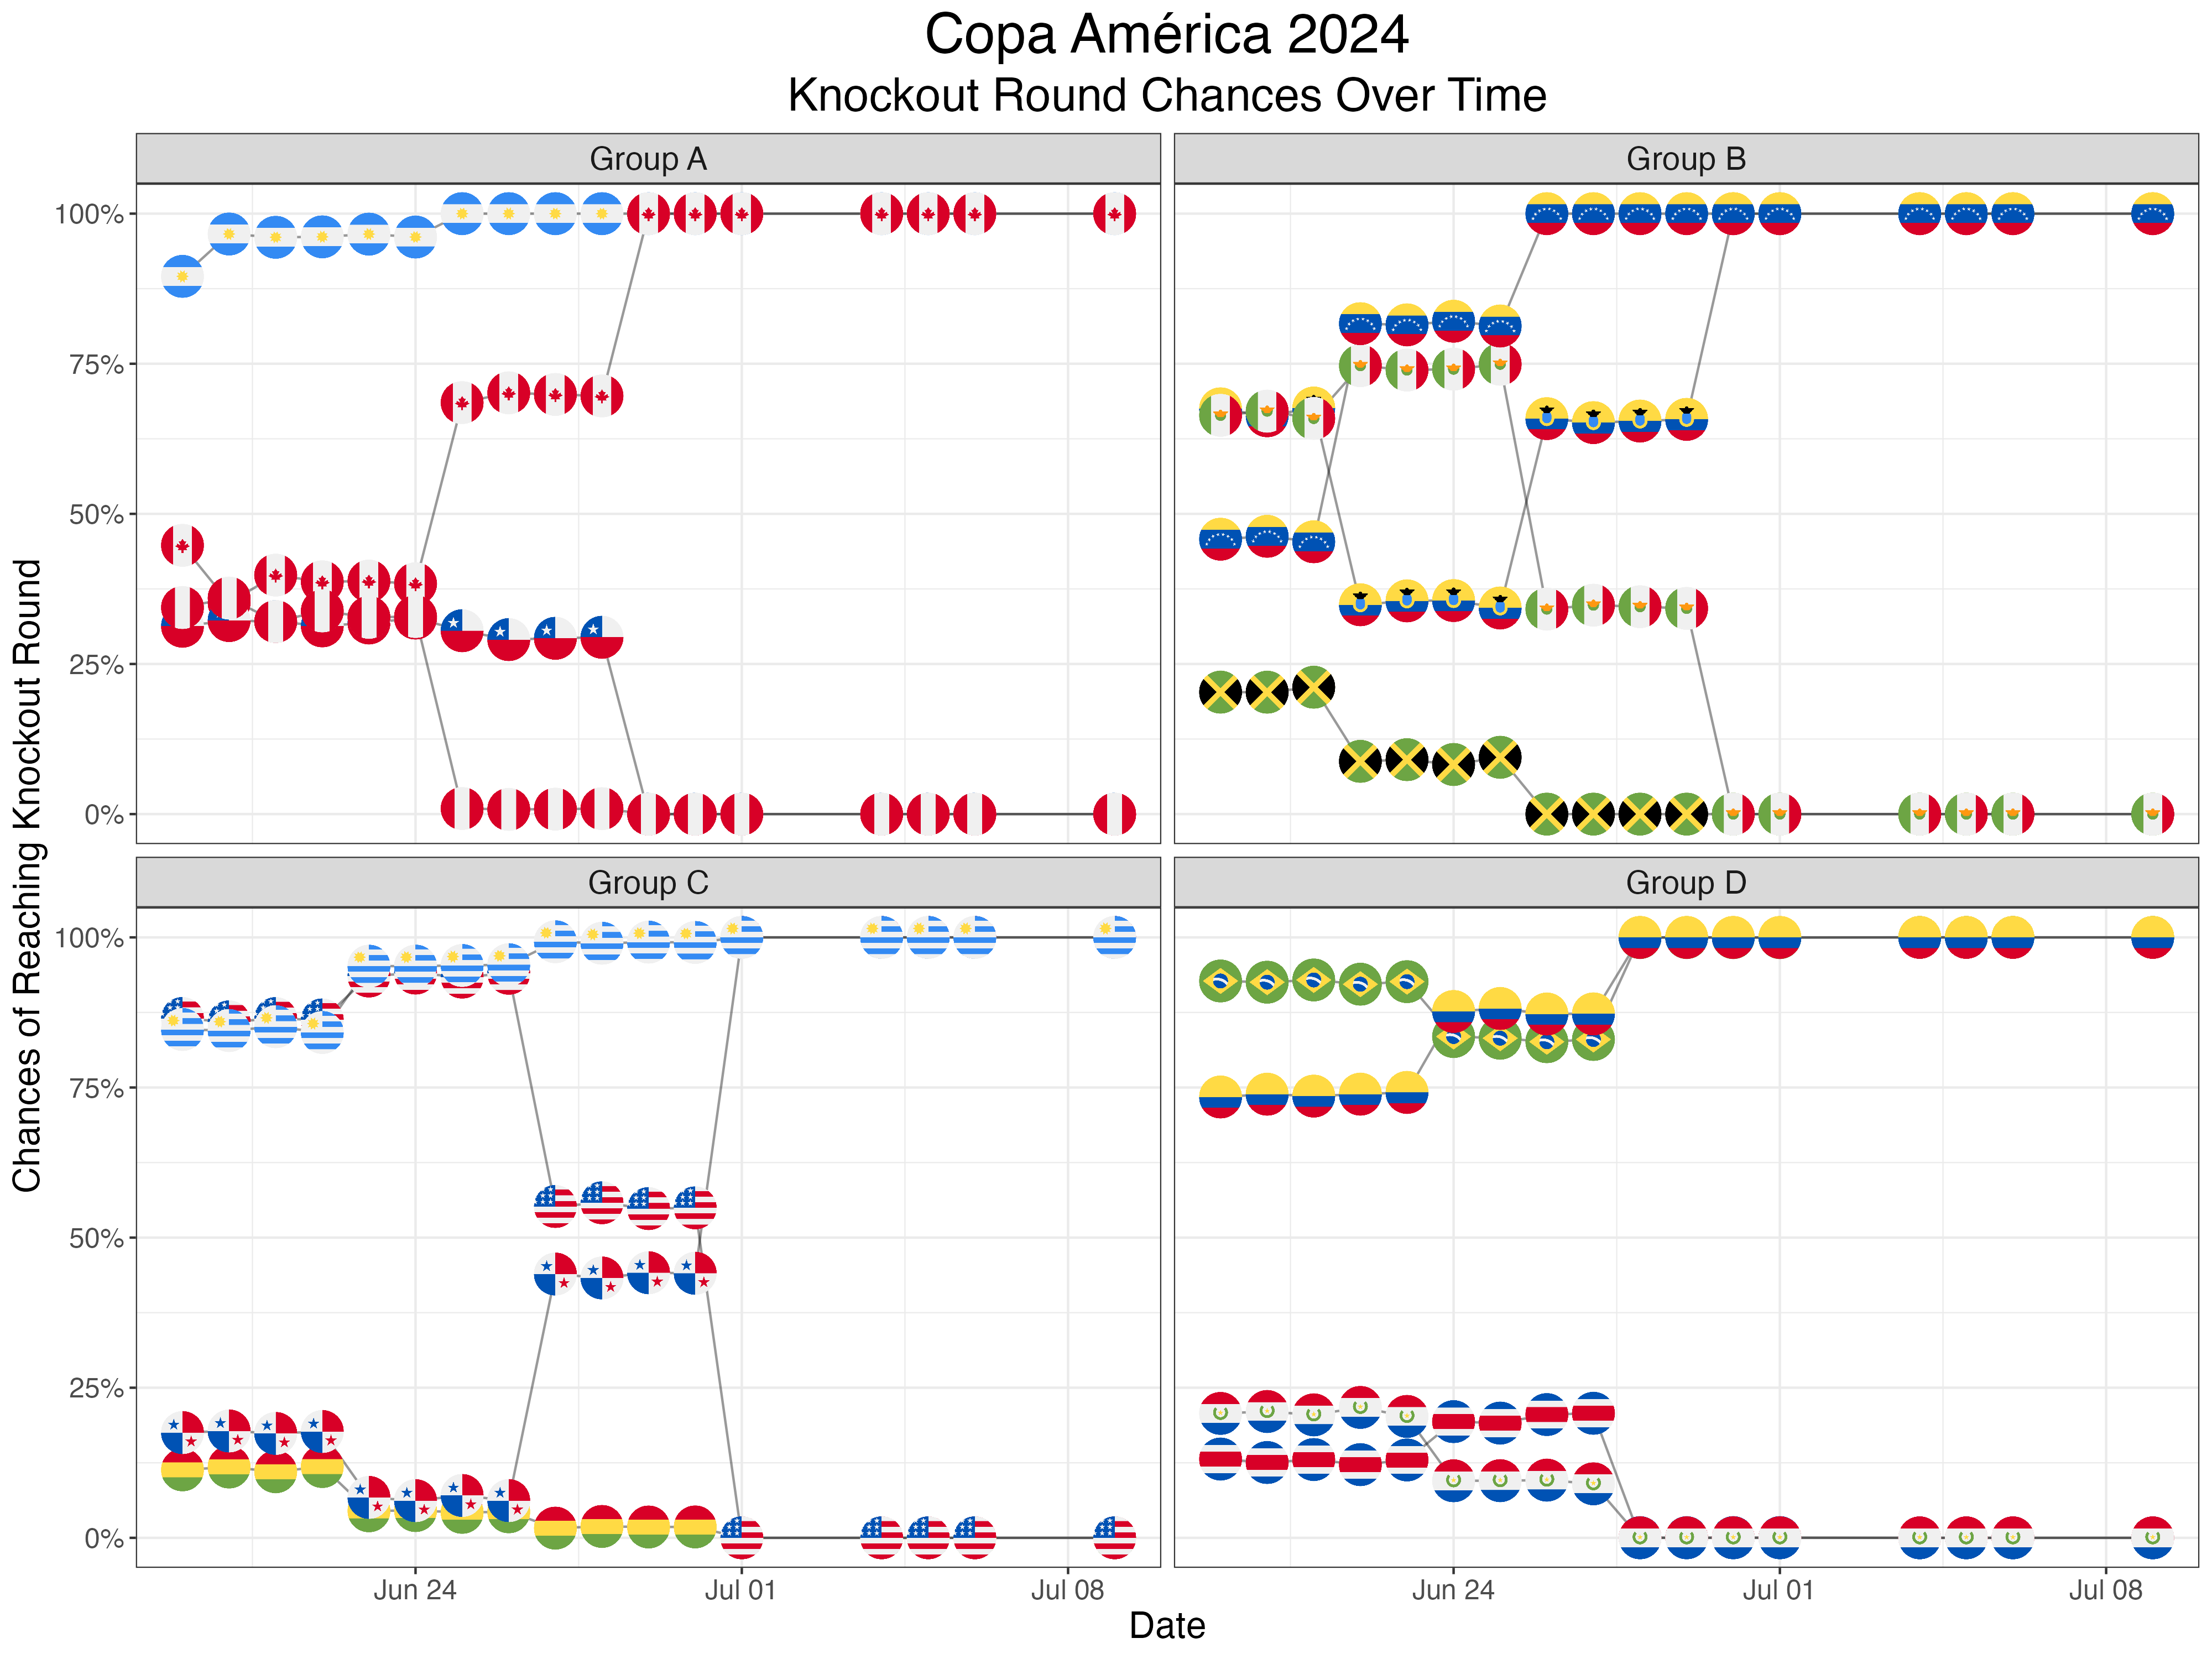 Copa América 2024
Knockout Round Chances Over Time
Group A
Group B
100%
75%
50%
25%
0%
Group C
Group D
100%
75%
50%
25%
0%
Chances of Reaching Knockout Round
Jun 24
Jul 01
Jul 08
Jun 24
Jul 01
Jul 08
Date